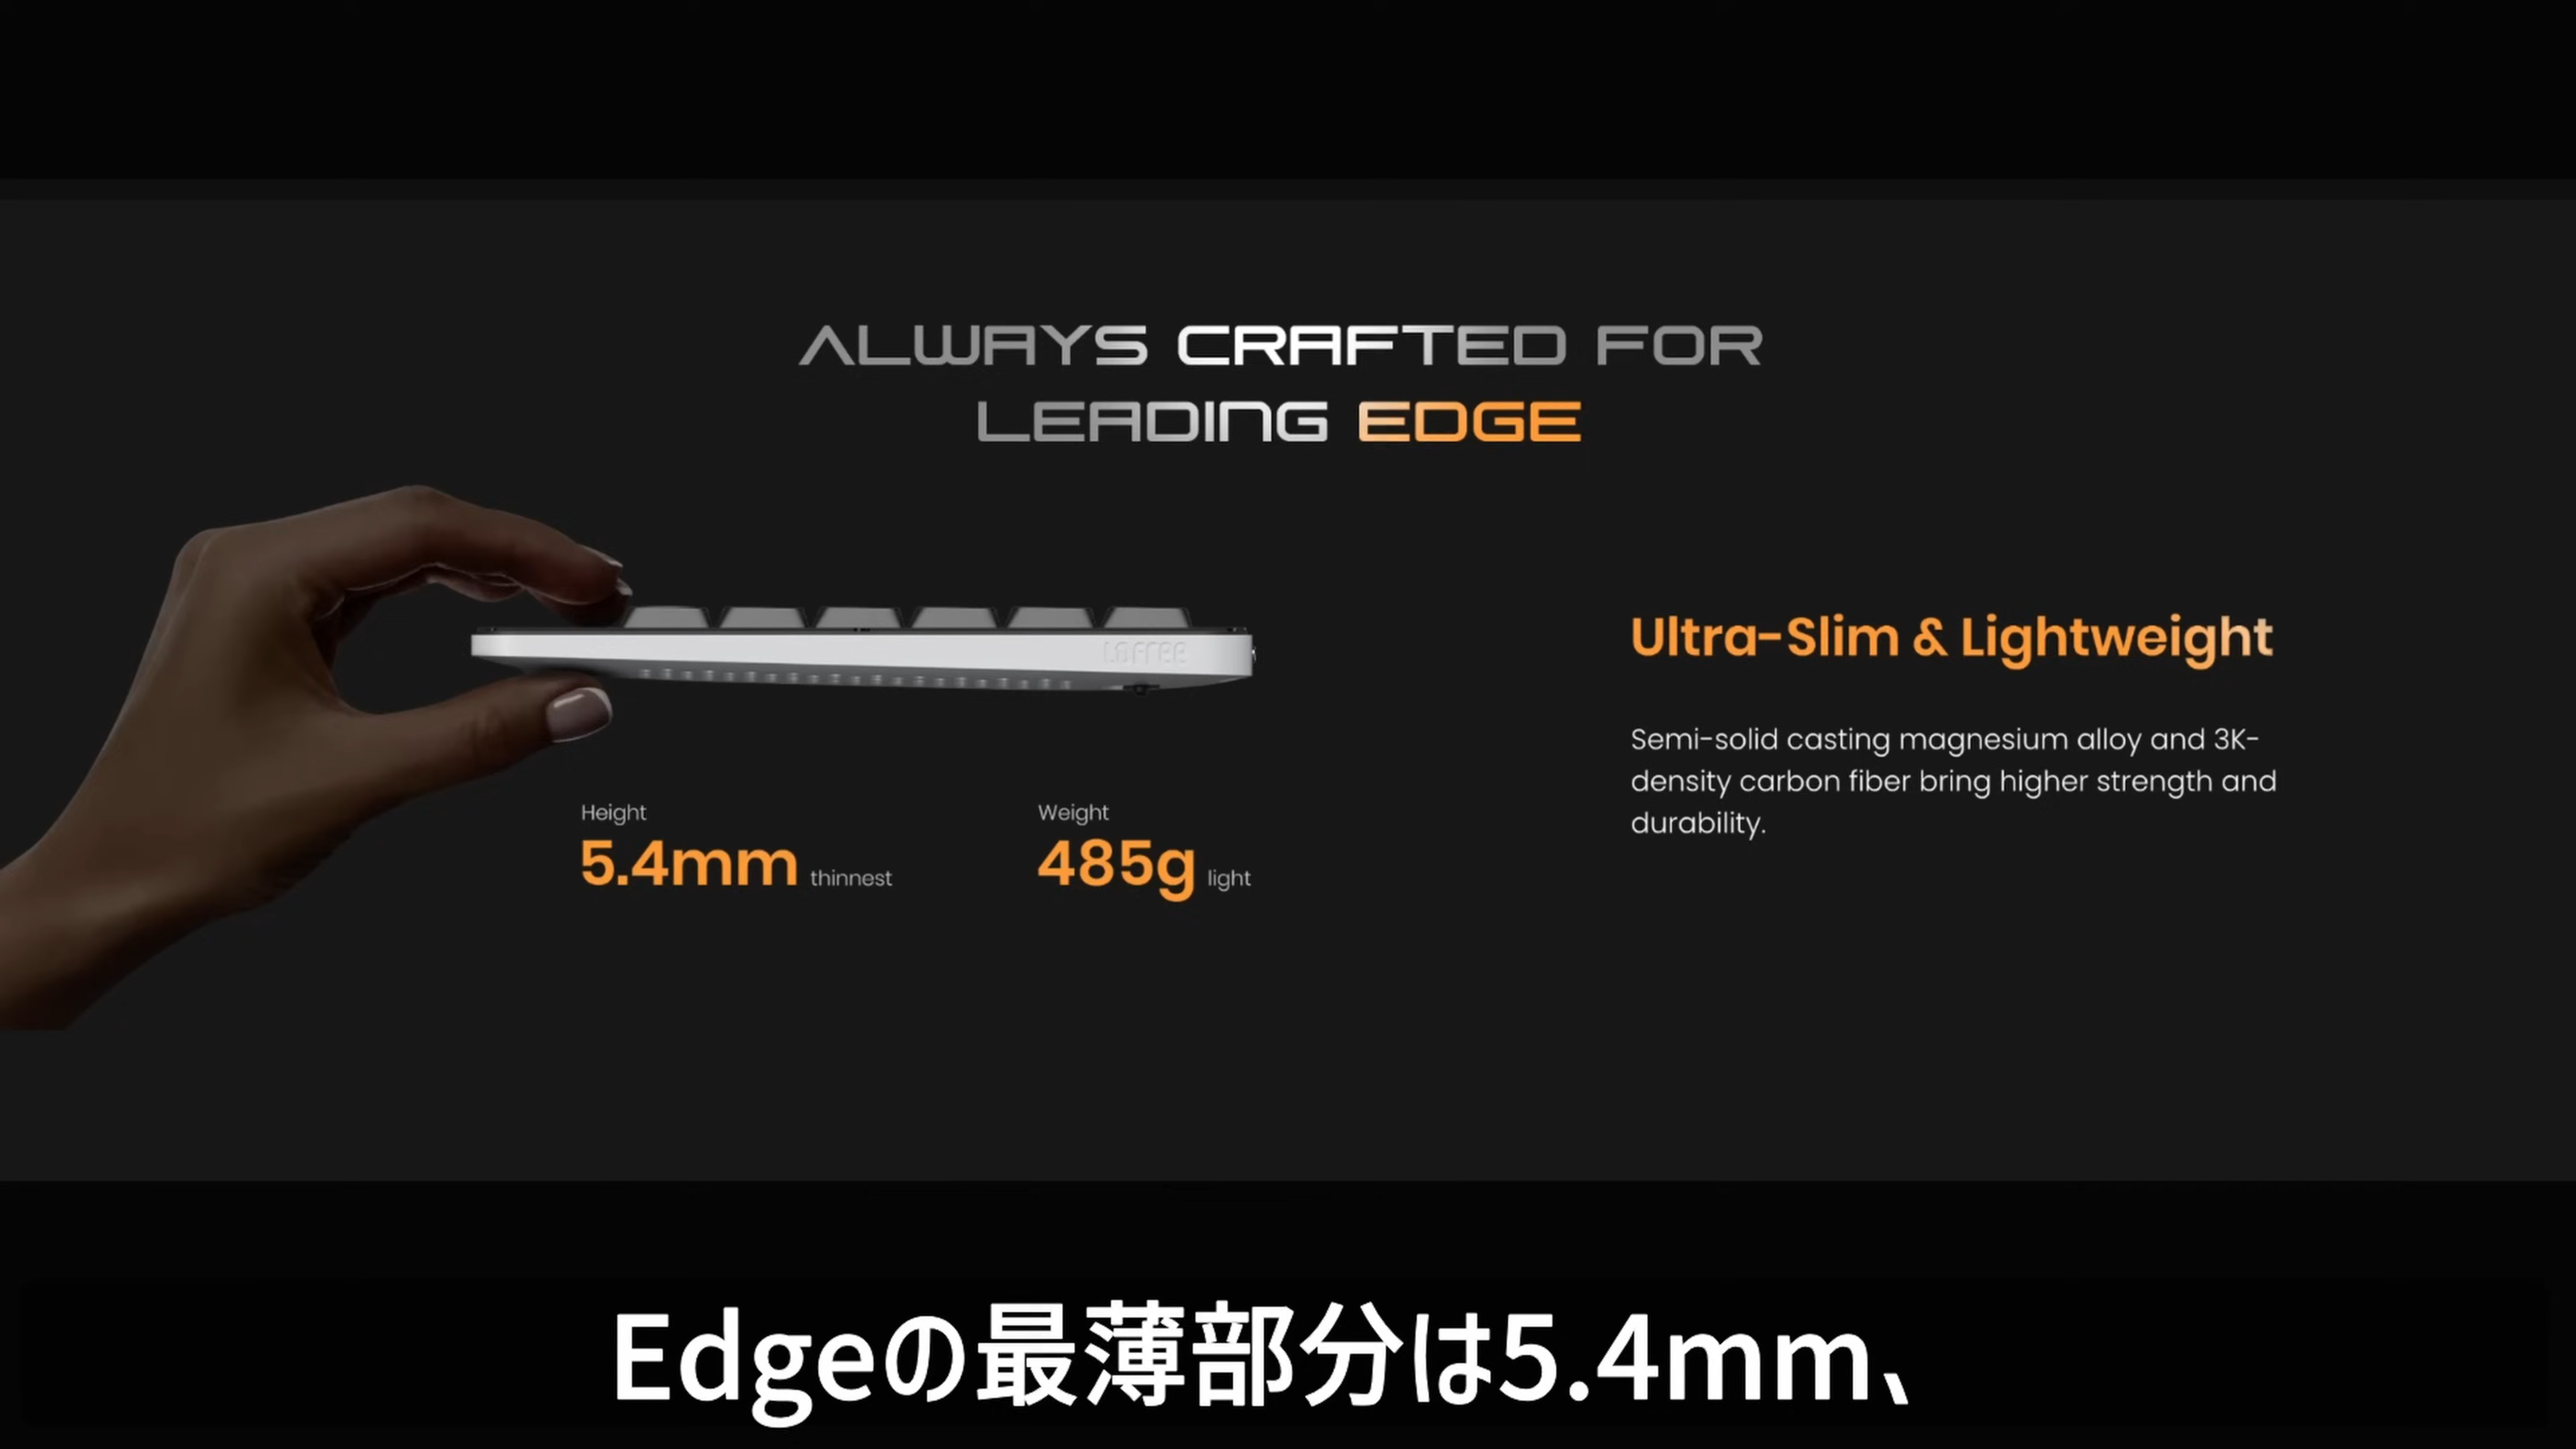 ALWAYS CRAFTED FOR
LEADING EDGE
LOFREE
Ultra-Slim & Lightweight
Semi-solid casting magnesium alloy and 3K-
density carbon fiber bring higher strength and
durability.
Height
5.4mm thinnest
Weight
485g light
Edgeの最薄部分は5.4mm、